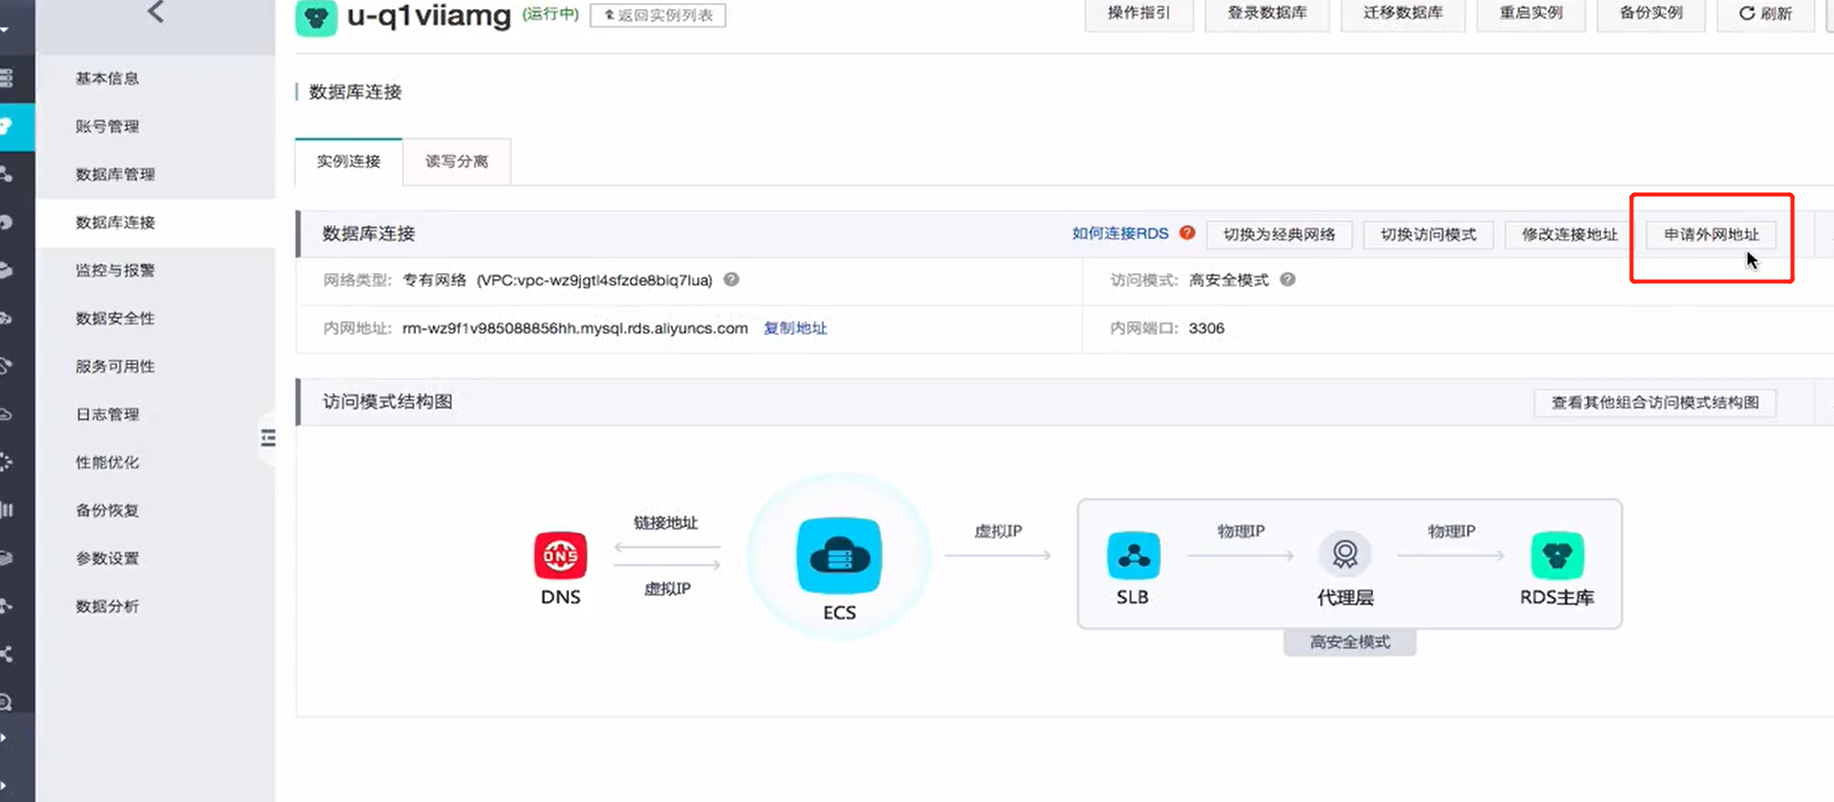 u-q1viiamg (运行中) 返回实例列表 操作指引 登录数据库 迁移数据库 重启实例 备份实例 刷新
基本信息
账号管理
数据库管理
数据库连接
监控与报警
数据安全性
服务可用性
日志管理
性能优化
备份恢复
参数设置
数据分析
数据库连接
实例连接 读写分离
数据库连接 如何连接RDS ? 切换为经典网络 切换访问模式 修改连接地址 申请外网地址
网络类型: 专有网络 (VPC:vpc-wz9jgtl4sfzde8biq7lua) ? 访问模式: 高安全模式 ?
内网地址: rm-wz9f1v985088856hh.mysql.rds.aliyuncs.com 复制地址 内网端口: 3306
访问模式结构图 查看其他组合访问模式结构图
链接地址 虚拟IP 物理IP 物理IP
DNS
虚拟IP
DNS ECS SLB 代理层 RDS主库
高安全模式